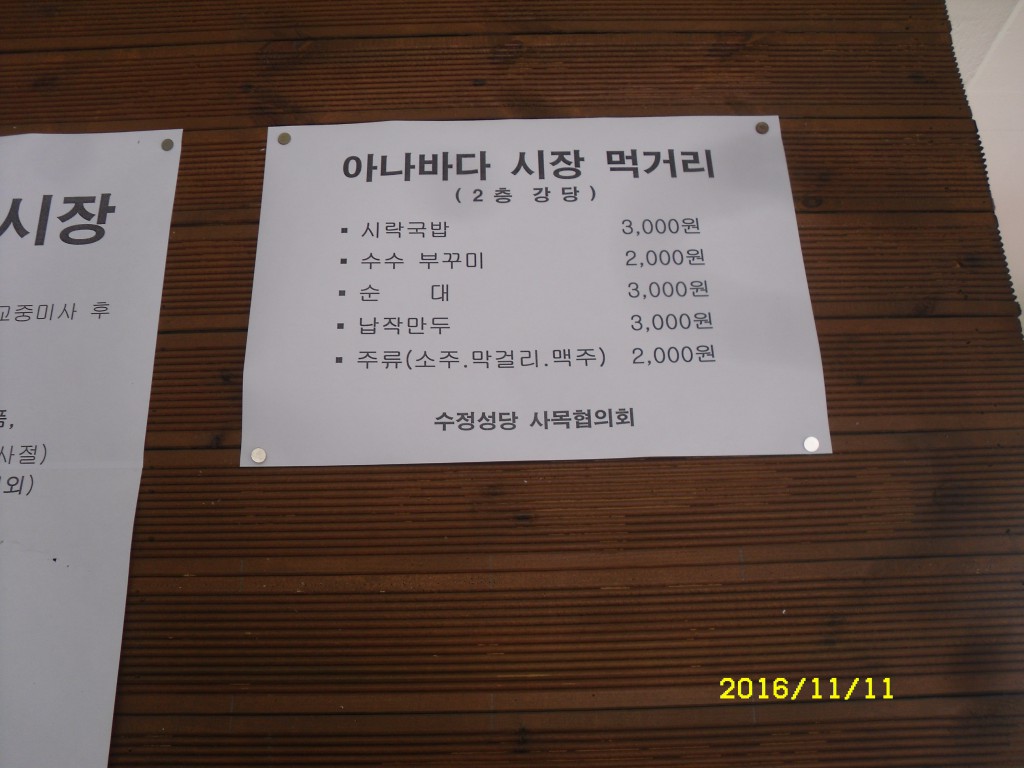 시장
교중미사 후
사절)
외)
아나바다 시장 먹거리
(2층 강당)
▪ 시락국밥 3,000원
▪ 수수 부꾸미 2,000원
▪ 순 대 3,000원
▪ 납작만두 3,000원
▪ 주류(소주.막걸리.맥주) 2,000원
수정성당 사목협의회
2016/11/11